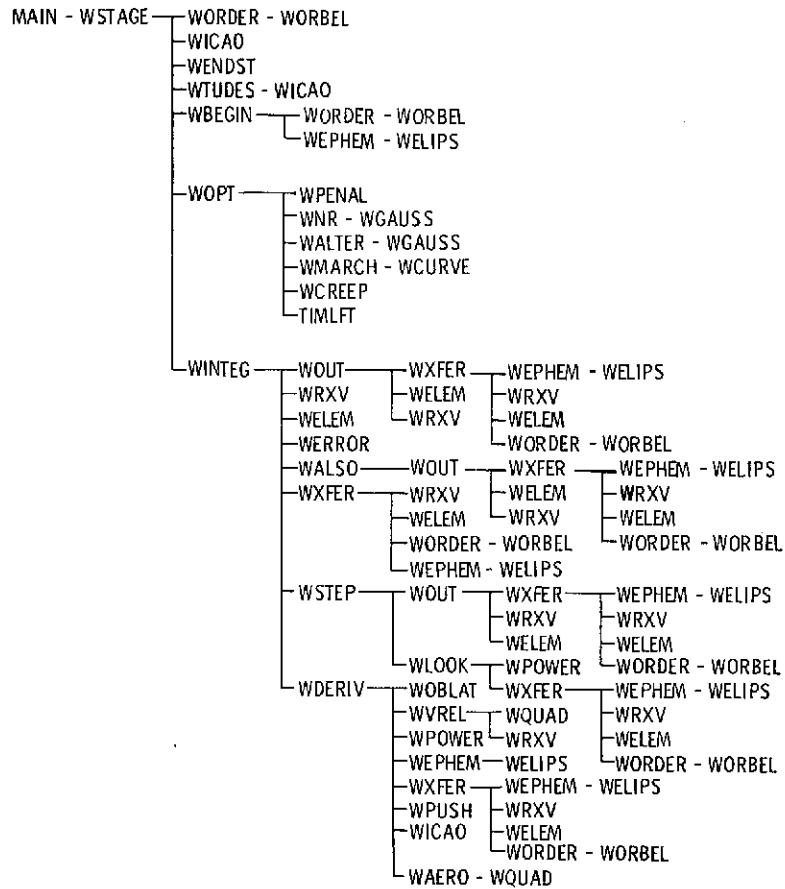 MAIN - WSTAGE WORDER - WORBEL
WICAO
WENDST
WTUDES - WICAO
WBEGIN WORDER - WORBEL
WEPHEM - WELIPS
WOPT WPENAL
WNR - WGAUSS
WALTER - WGAUSS
WMARCH - WCURVE
WCREEP
TIMLFT
WINTEG WOUT WXFER WEPHEM - WELIPS
WRXV WELEM WRXV
WELEM WRXV WELEM
WERROR WORDER - WORBEL
WALSO WOUT WXFER WEPHEM - WELIPS
WXFER WRXV WELEM WRXV
WELEM WRXV WELEM
WORDER - WORBEL WORDER - WORBEL
WEPHEM - WELIPS
WSTEP WOUT WXFER WEPHEM - WELIPS
WRXV WRXV
WELEM WELEM
WLOOK WPOWER WORDER - WORBEL
WDERIV WOBLAT WXFER WEPHEM - WELIPS
WVREL WQUAD WRXV
WPOWER WRXV WELEM
WEPHEM WELIPS WORDER - WORBEL
WXFER WEPHEM - WELIPS
WPUSH WRXV
WICAO WELEM
WORDER - WORBEL
WAERO - WQUAD